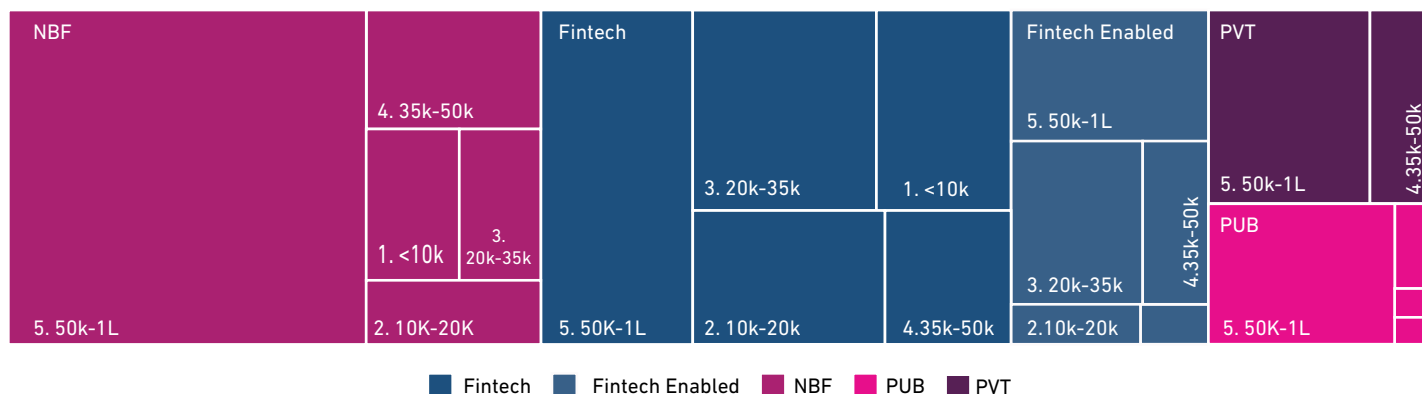 NBF
5. 50k-1L
4. 35k-50k
1. <10k
3.
20k-35k
2. 10K-20K
Fintech
5. 50K-1L
3. 20k-35k
1. <10k
2. 10k-20k
4.35k-50k
Fintech Enabled
5. 50k-1L
3. 20k-35k
4.35k-50k
2.10k-20k
PVT
5. 50k-1L
4.35k-50k
PUB
5. 50K-1L
Fintech Fintech Enabled NBF PUB PVT